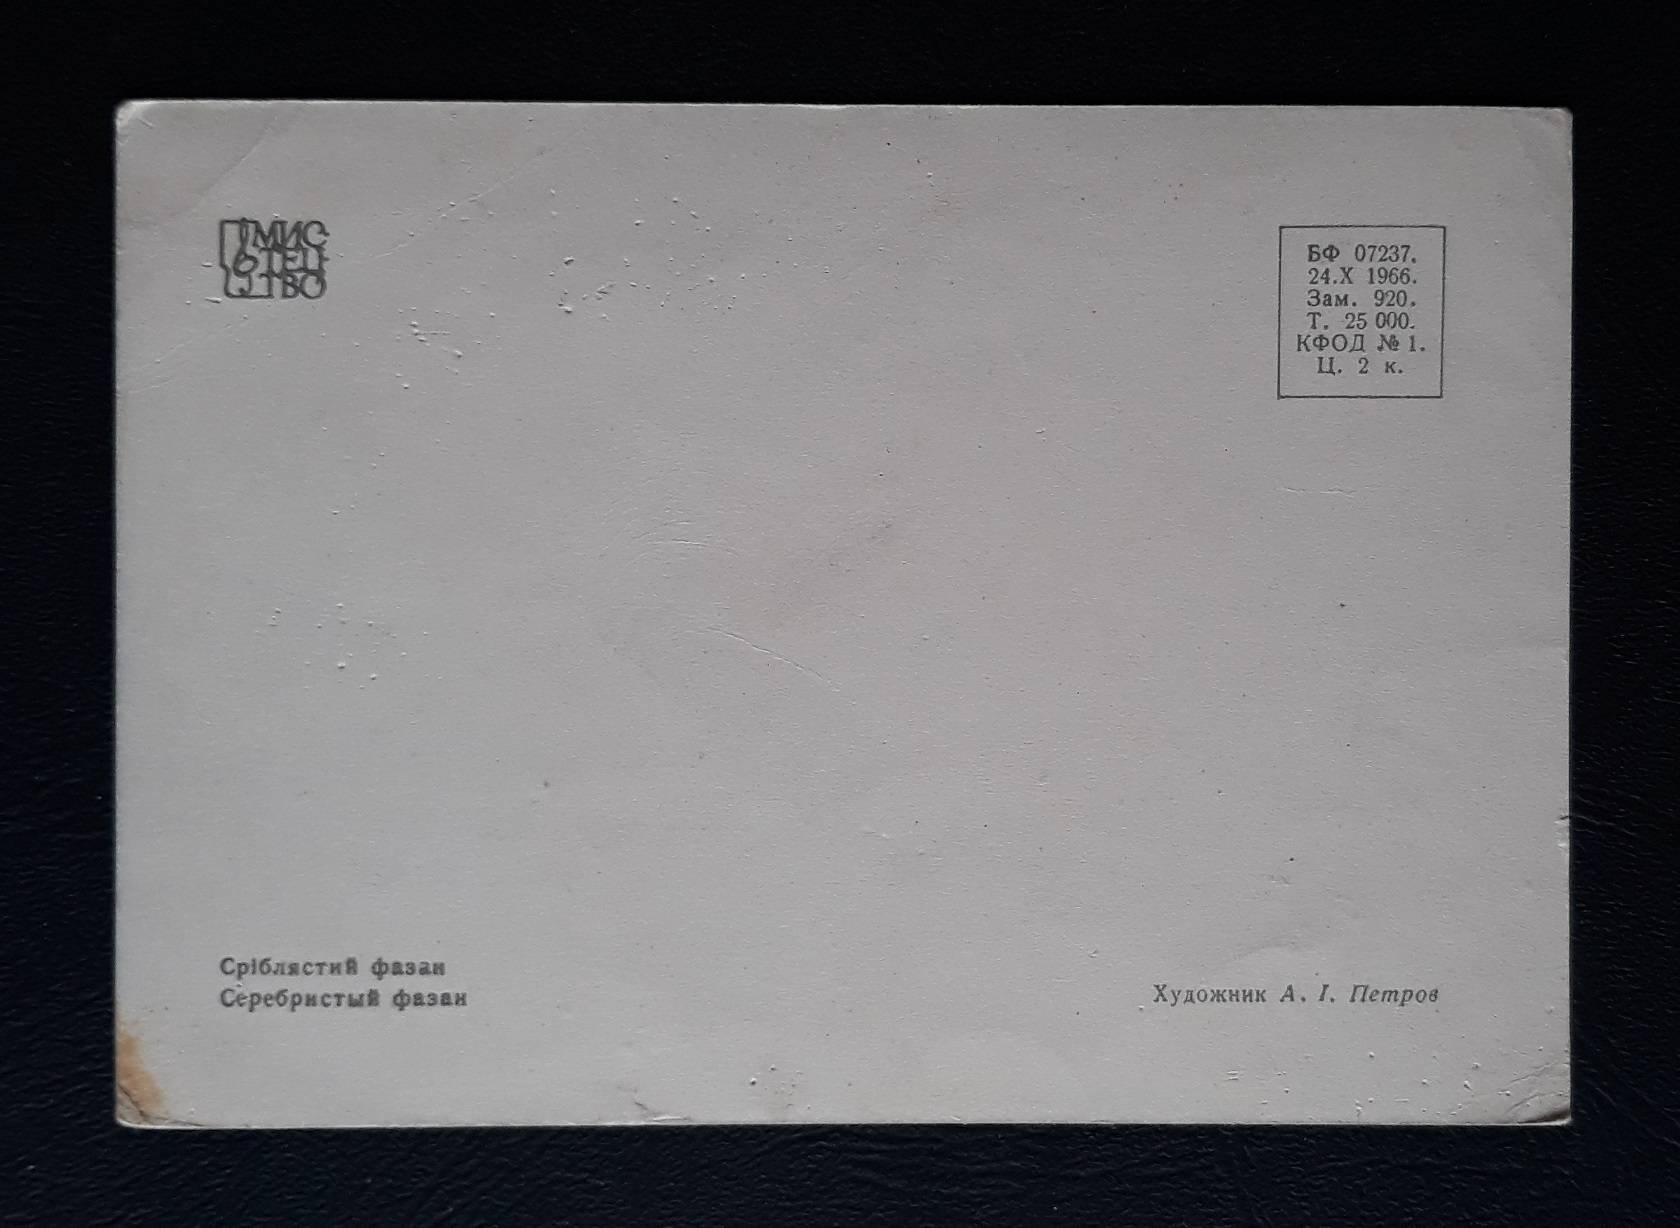 МИС
ТЕЦ
ТВО
БФ 07237.
24.X 1966.
Зам. 920.
Т. 25 000.
КФОД № 1.
Ц. 2 к.
Сріблястий фазан
Серебристый фазан
Художник А. І. Петров